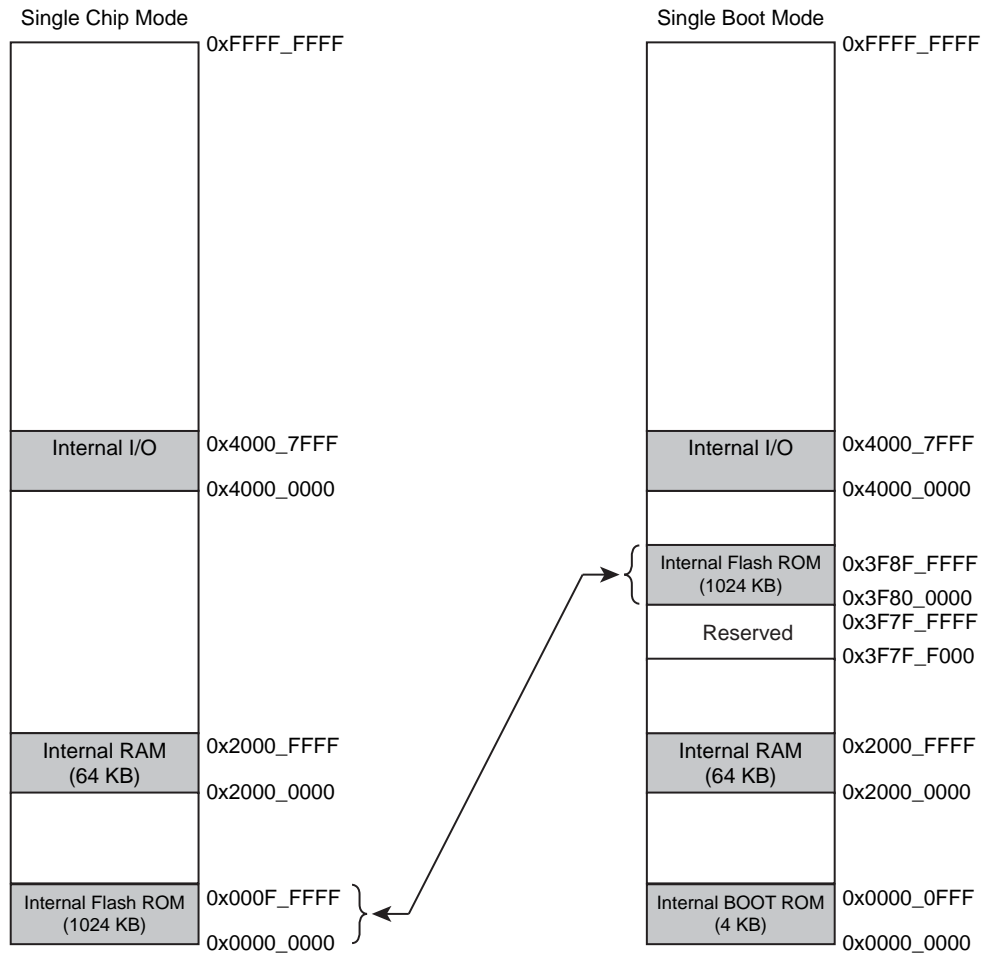 Single Chip Mode
0xFFFF_FFFF
Internal I/O
0x4000_7FFF
0x4000_0000
Internal RAM
(64 KB)
0x2000_FFFF
0x2000_0000
Internal Flash ROM
(1024 KB)
0x000F_FFFF
0x0000_0000
Single Boot Mode
0xFFFF_FFFF
Internal I/O
0x4000_7FFF
0x4000_0000
Internal Flash ROM
(1024 KB)
0x3F8F_FFFF
0x3F80_0000
Reserved
0x3F7F_FFFF
0x3F7F_F000
Internal RAM
(64 KB)
0x2000_FFFF
0x2000_0000
Internal BOOT ROM
(4 KB)
0x0000_0FFF
0x0000_0000